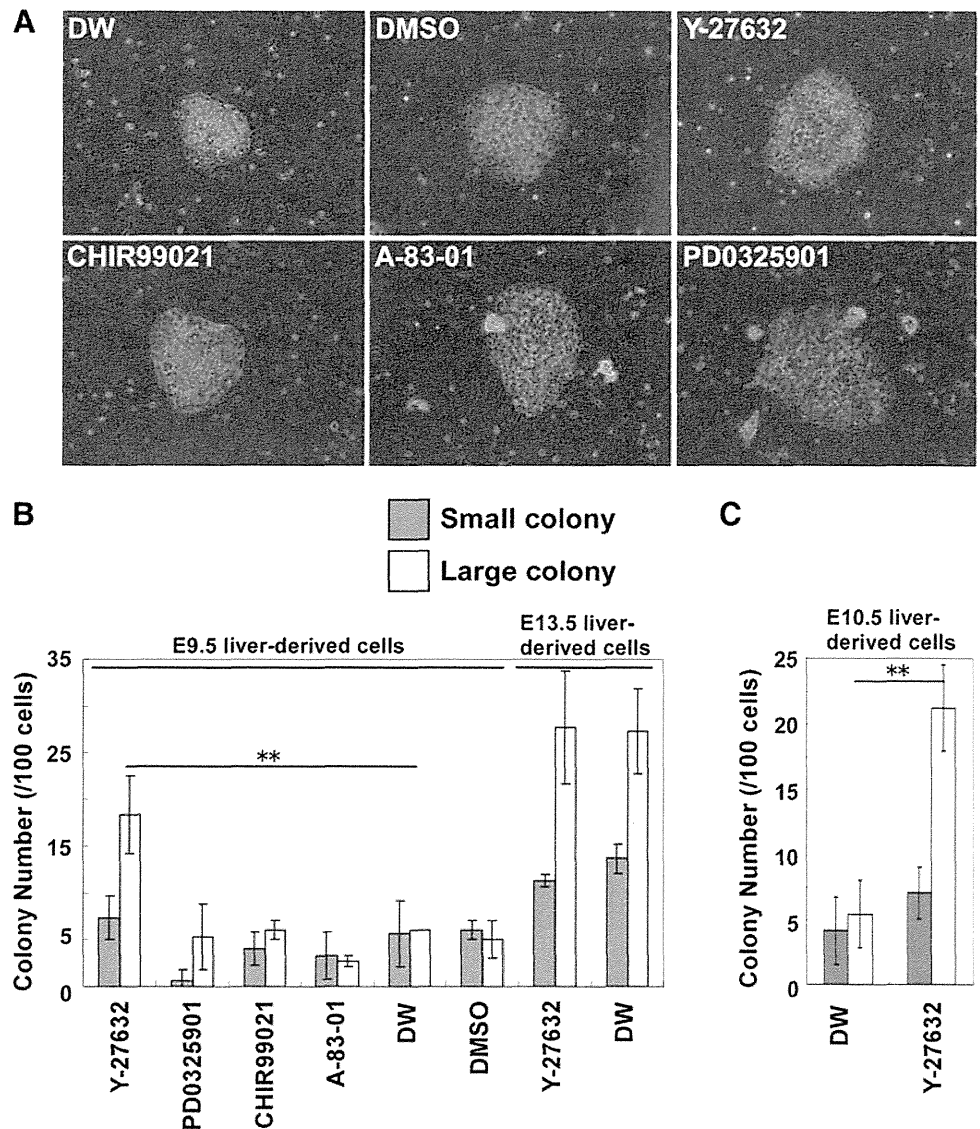 A
DW
DMSO
Y-27632
CHIR99021
A-83-01
PD0325901
B
Small colony
Large colony
E9.5 liver-derived cells
E13.5 liver-
derived cells
Colony Number (/100 cells)
35
25
15
5
0
**
Y-27632
PD0325901
CHIR99021
A-83-01
DW
DMSO
Y-27632
DW
C
E10.5 liver-
derived cells
Colony Number (/100 cells)
25
20
15
10
5
0
**
DW
Y-27632